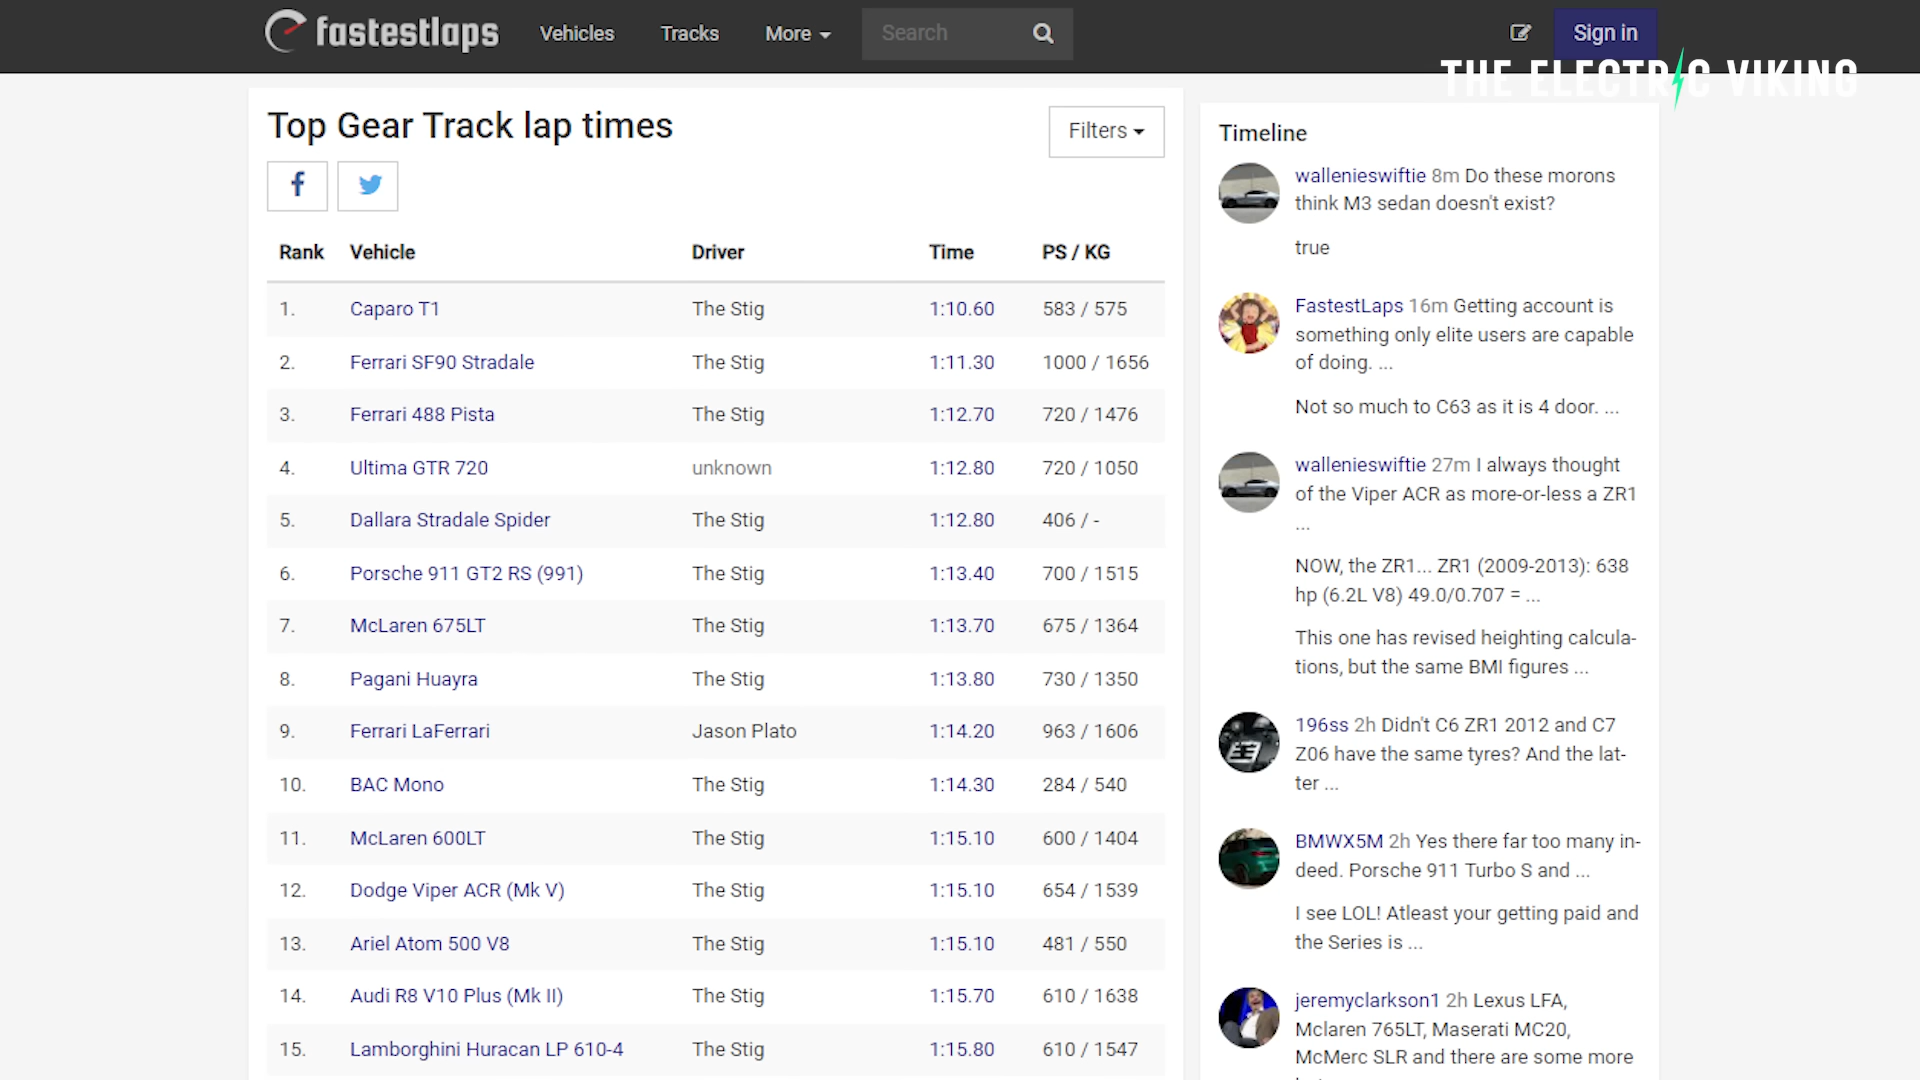 fastestlaps Vehicles Tracks More Search Sign in
THE ELECTRIC VIKING
Top Gear Track lap times
Filters
Rank Vehicle Driver Time PS / KG
1. Caparo T1 The Stig 1:10.60 583 / 575
2. Ferrari SF90 Stradale The Stig 1:11.30 1000 / 1656
3. Ferrari 488 Pista The Stig 1:12.70 720 / 1476
4. Ultima GTR 720 unknown 1:12.80 720 / 1050
5. Dallara Stradale Spider The Stig 1:12.80 406 / -
6. Porsche 911 GT2 RS (991) The Stig 1:13.40 700 / 1515
7. McLaren 675LT The Stig 1:13.70 675 / 1364
8. Pagani Huayra The Stig 1:13.80 730 / 1350
9. Ferrari LaFerrari Jason Plato 1:14.20 963 / 1606
10. BAC Mono The Stig 1:14.30 284 / 540
11. McLaren 600LT The Stig 1:15.10 600 / 1404
12. Dodge Viper ACR (Mk V) The Stig 1:15.10 654 / 1539
13. Ariel Atom 500 V8 The Stig 1:15.10 481 / 550
14. Audi R8 V10 Plus (Mk II) The Stig 1:15.70 610 / 1638
15. Lamborghini Huracan LP 610-4 The Stig 1:15.80 610 / 1547
Timeline
wallenieswiftie 8m Do these morons
think M3 sedan doesn't exist?
true
FastestLaps 16m Getting account is
something only elite users are capable
of doing. ...
Not so much to C63 as it is 4 door. ...
wallenieswiftie 27m I always thought
of the Viper ACR as more-or-less a ZR1
...
NOW, the ZR1... ZR1 (2009-2013): 638
hp (6.2L V8) 49.0/0.707 = ...
This one has revised heighting calcula-
tions, but the same BMI figures ...
196ss 2h Didn't C6 ZR1 2012 and C7
Z06 have the same tyres? And the lat-
ter ...
BMWX5M 2h Yes there far too many in-
deed. Porsche 911 Turbo S and ...
I see LOL! Atleast your getting paid and
the Series is ...
jeremyclarkson1 2h Lexus LFA,
Mclaren 765LT, Maserati MC20,
McMerc SLR and there are some more